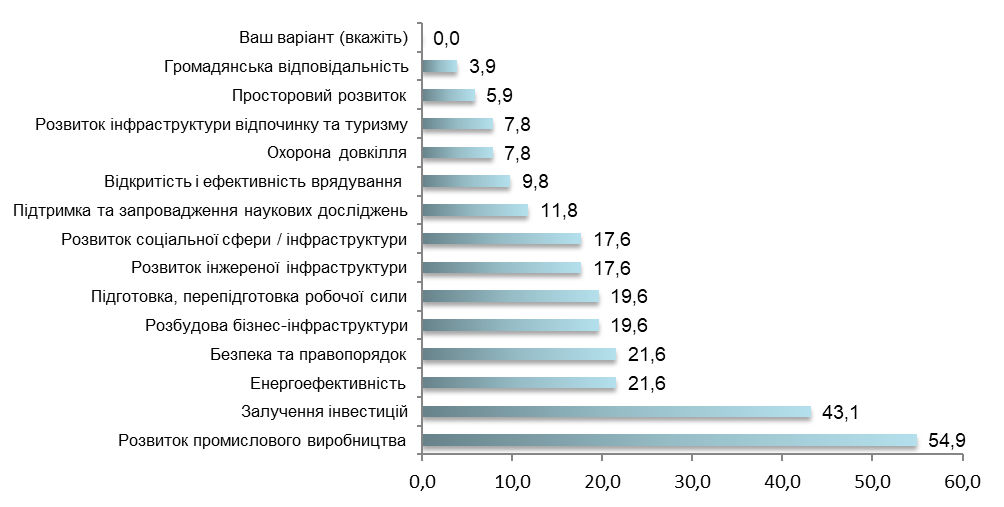 Ваш варіант (вкажіть) 0,0
Громадянська відповідальність 3,9
Просторовий розвиток 5,9
Розвиток інфраструктури відпочинку та туризму 7,8
Охорона довкілля 7,8
Відкритість і ефективність врядування 9,8
Підтримка та запровадження наукових досліджень 11,8
Розвиток соціальної сфери / інфраструктури 17,6
Розвиток інжереної інфраструктури 17,6
Підготовка, перепідготовка робочої сили 19,6
Розбудова бізнес-інфраструктури 19,6
Безпека та правопорядок 21,6
Енергоефективність 21,6
Залучення інвестицій 43,1
Розвиток промислового виробництва 54,9
0,0 10,0 20,0 30,0 40,0 50,0 60,0